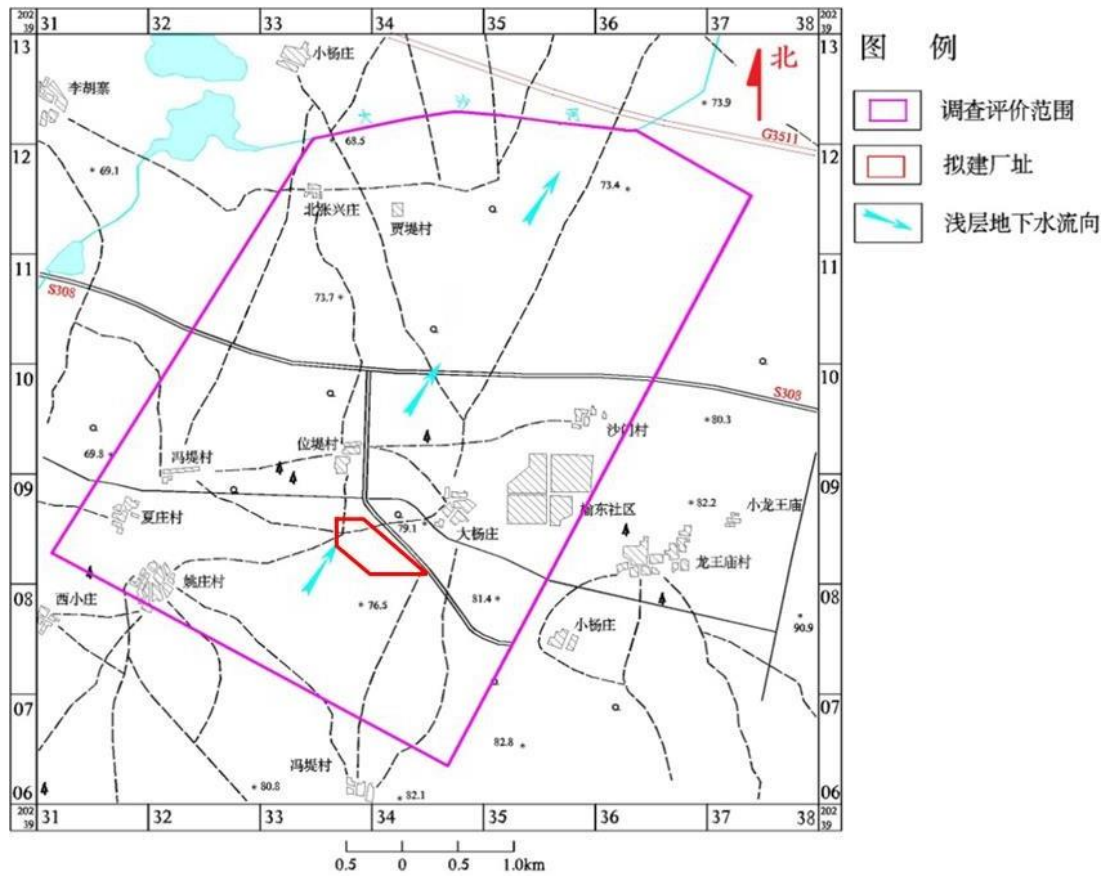 202
39
31 32 33 34 35 36 37 38
202
39
13
13
小杨庄
图 例
北
李胡寨
73.9
大 沙 河
G3511
调查评价范围
68.5
12
12
69.1
73.4
拟建厂址
北张兴庄
贾堤村
浅层地下水流向
11
11
S308
73.7
10
10
S308
80.3
沙门村
位堤村
69.8
冯堤村
09
09
82.2
小龙王庙
夏庄村
榆东社区
79.1
大杨庄
龙王庙村
姚庄村
08
08
西小庄
76.5
81.4
90.9
小杨庄
07
07
82.8
冯堤村
80.8
82.1
06
06
202
39
31 32 33 34 35 36 37 38
202
39
0.5 0 0.5 1.0km